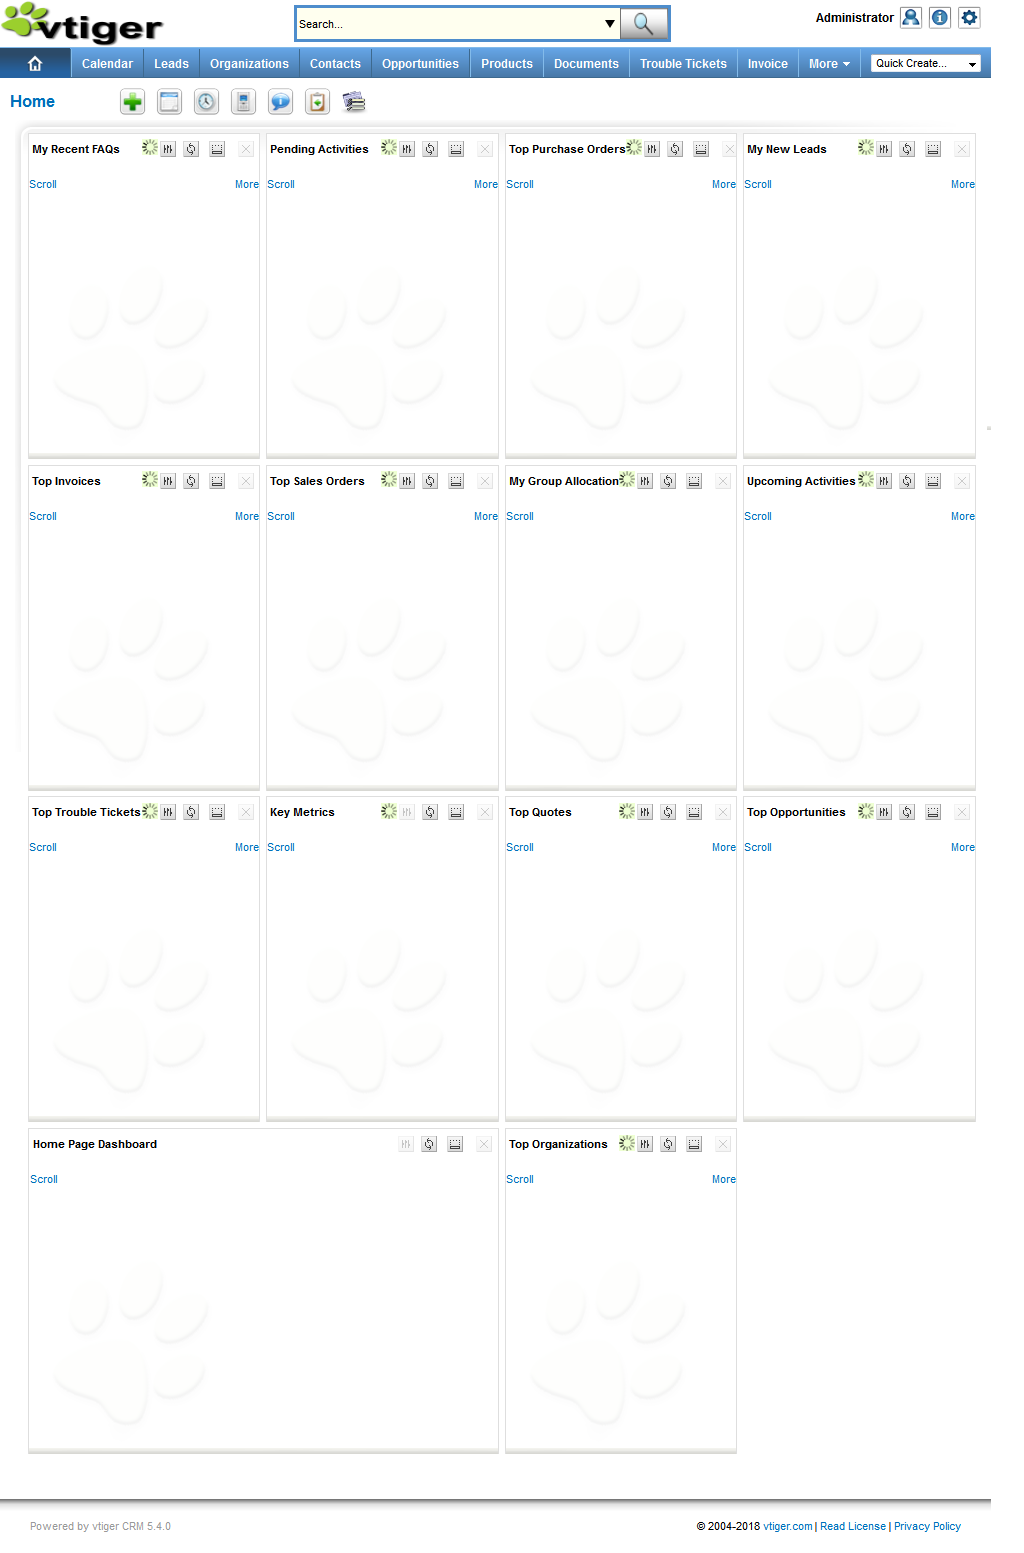 vtiger
Search...
Administrator
Calendar Leads Organizations Contacts Opportunities Products Documents Trouble Tickets Invoice More Quick Create...
Home
My Recent FAQs Pending Activities Top Purchase Orders My New Leads
Scroll More Scroll More Scroll More Scroll More
Top Invoices Top Sales Orders My Group Allocation Upcoming Activities
Scroll More Scroll More Scroll Scroll More
Top Trouble Tickets Key Metrics Top Quotes Top Opportunities
Scroll More Scroll Scroll More Scroll More
Home Page Dashboard Top Organizations
Scroll Scroll More
Powered by vtiger CRM 5.4.0 © 2004-2018 vtiger.com | Read License | Privacy Policy